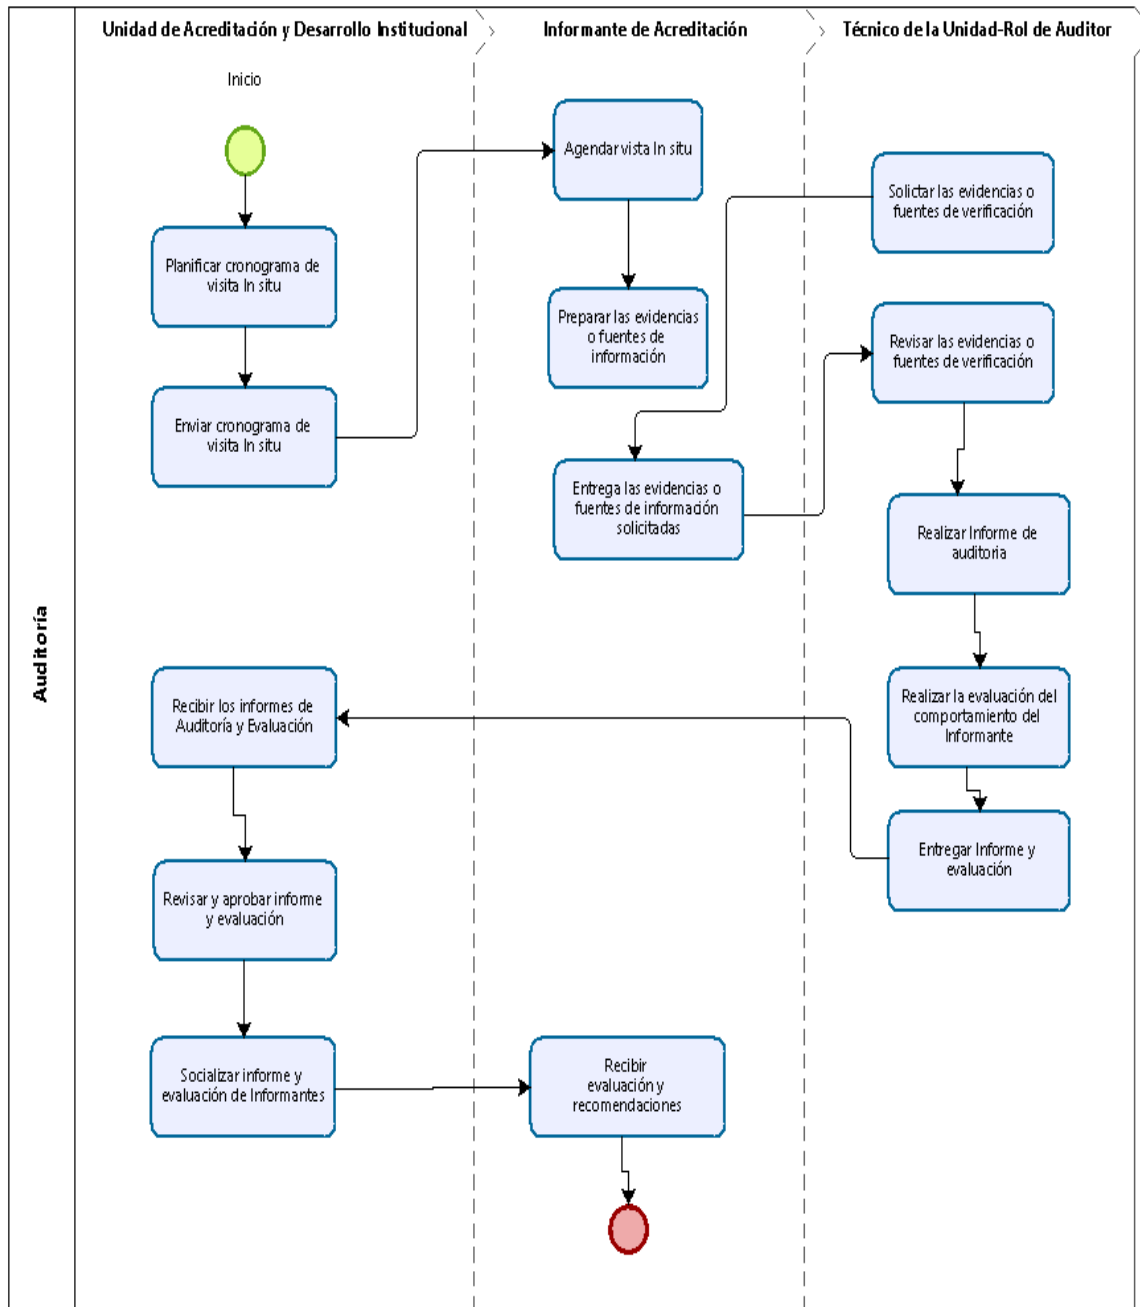 Unidad de Acreditación y Desarrollo Institucional
Informante de Acreditación
Técnico de la Unidad-Rol de Auditor
Auditoría
Inicio
Planificar cronograma de
visita In situ
Enviar cronograma de
visita In situ
Agendar vista In situ
Preparar las evidencias
o fuentes de
información
Solictar las evidencias o
fuentes de verificación
Entrega las evidencias o
fuentes de información
solicitadas
Revisar las evidencias o
fuentes de verificación
Realizar Informe de
auditoria
Realizar la evaluación del
comportamiento del
Informante
Entregar Informe y
evaluación
Recibir los informes de
Auditoría y Evaluación
Revisar y aprobar informe
y evaluación
Socializar informe y
evaluación de Informantes
Recibir
evaluación y
recomendaciones